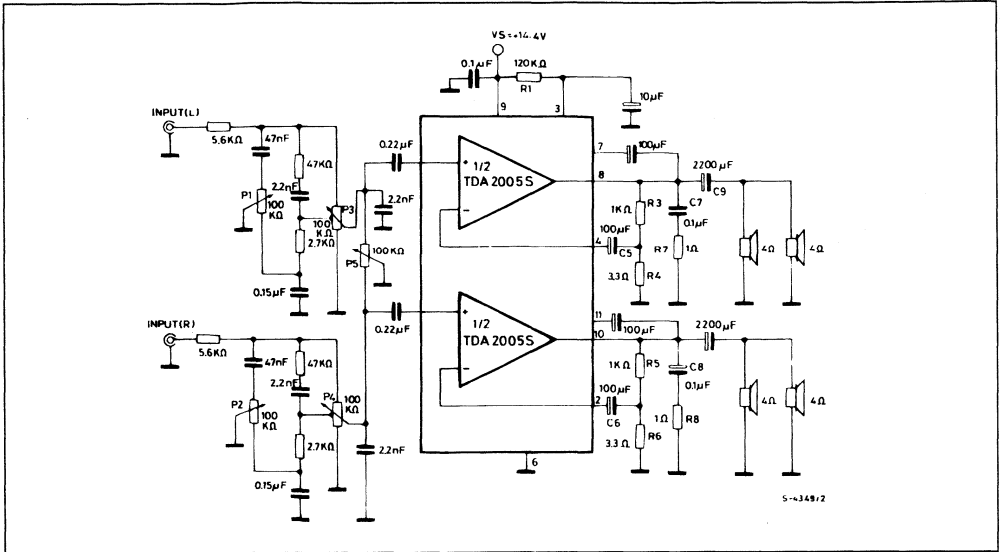 VS=+14.4V
0.1µF
120KΩ
R1
10µF
9
3
INPUT(L)
5.6KΩ
47nF
47KΩ
2.2nF
P1
100
KΩ
P3
100
KΩ
2.7KΩ
0.15µF
0.22µF
2.2nF
100KΩ
P5
1/2
TDA 2005S
+
-
7
100µF
8
2200µF
C9
R3
1KΩ
C7
0.1µF
4
100µF
C5
R7
1Ω
3.3Ω
R4
4Ω
4Ω
INPUT(R)
5.6KΩ
47nF
47KΩ
2.2nF
P2
100
KΩ
P4
100
KΩ
2.7KΩ
0.15µF
0.22µF
2.2nF
1/2
TDA 2005S
+
-
11
100µF
10
2200µF
1KΩ
R5
C8
0.1µF
2
100µF
C6
1Ω
R8
3.3Ω
R6
4Ω
4Ω
6
S-4349/2